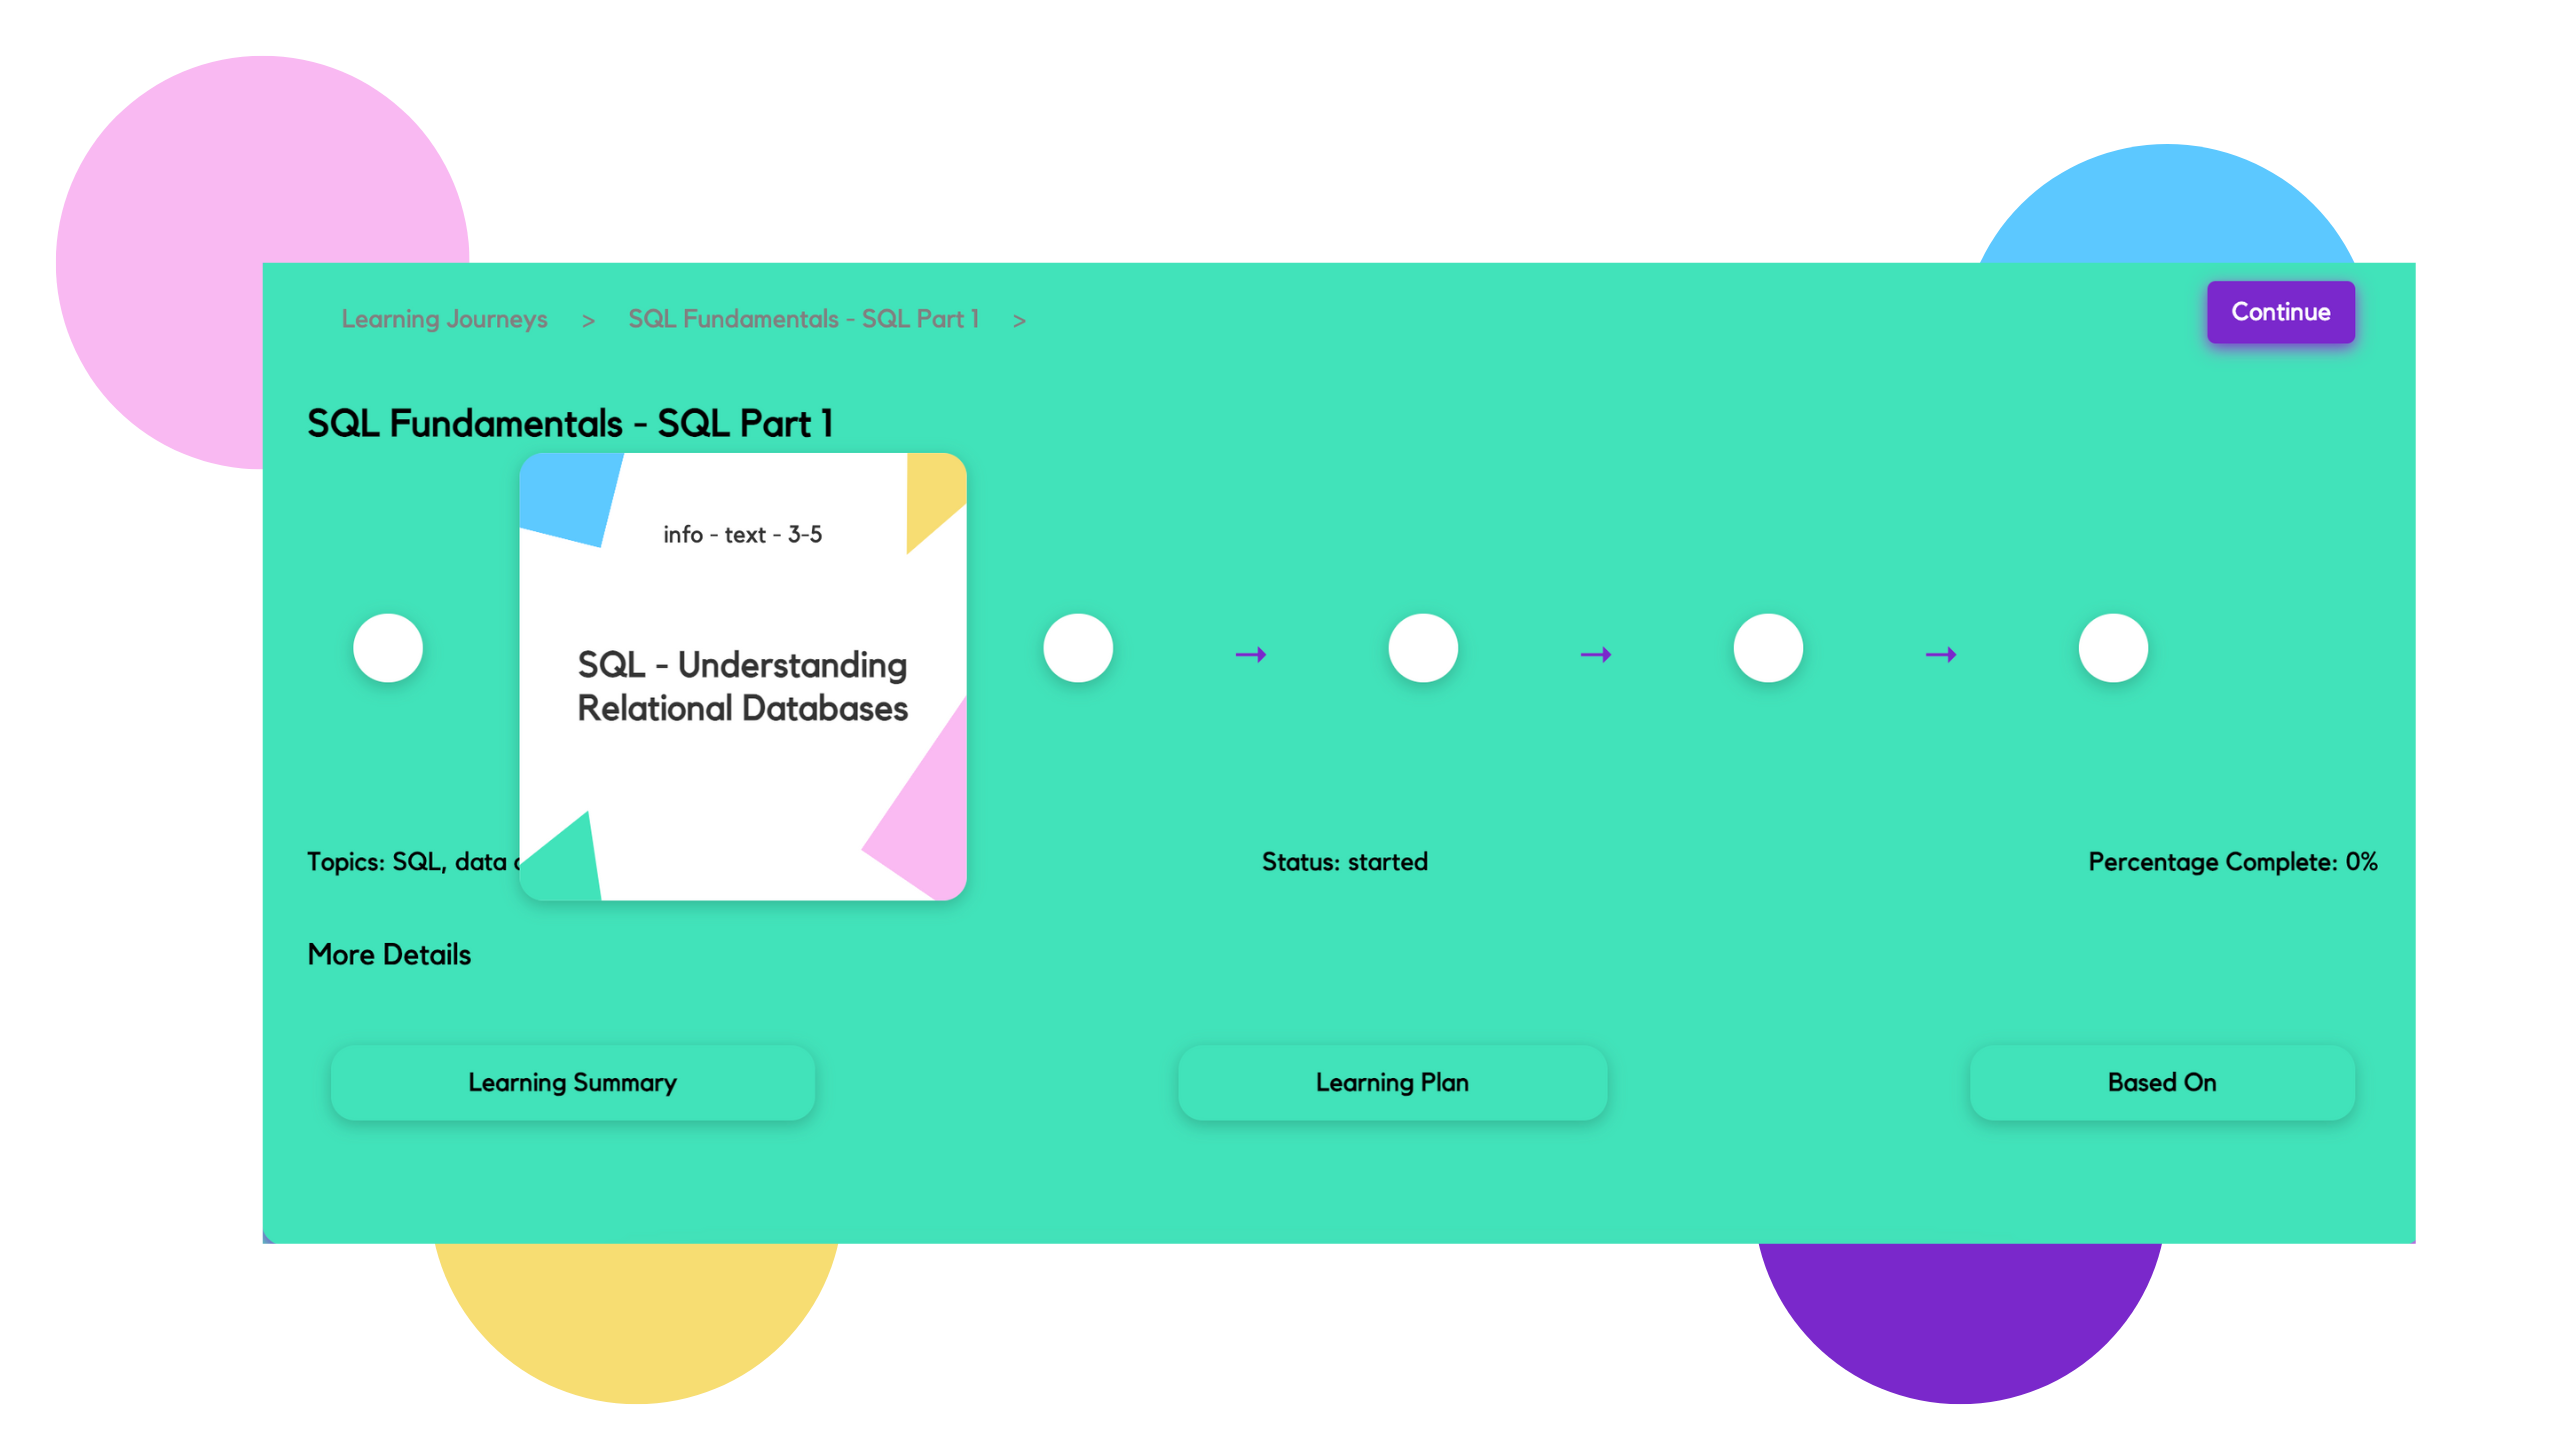 Learning Journeys > SQL Fundamentals - SQL Part 1 >
Continue
SQL Fundamentals - SQL Part 1
info - text - 3-5
SQL - Understanding
Relational Databases
→ → →
Topics: SQL, data
Status: started
Percentage Complete: 0%
More Details
Learning Summary
Learning Plan
Based On